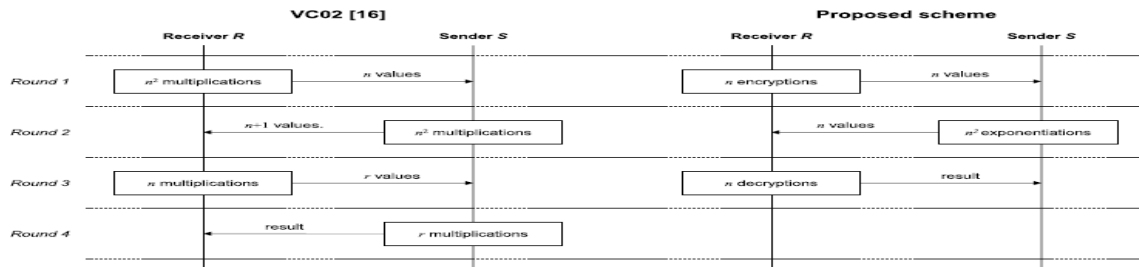 VC02 [16] Proposed scheme
Receiver R Sender S Receiver R Sender S
Round 1 n² multiplications n values n encryptions n values
Round 2 n+1 values. n² multiplications n values n² exponentiations
Round 3 n multiplications r values n decryptions result
Round 4 result r multiplications